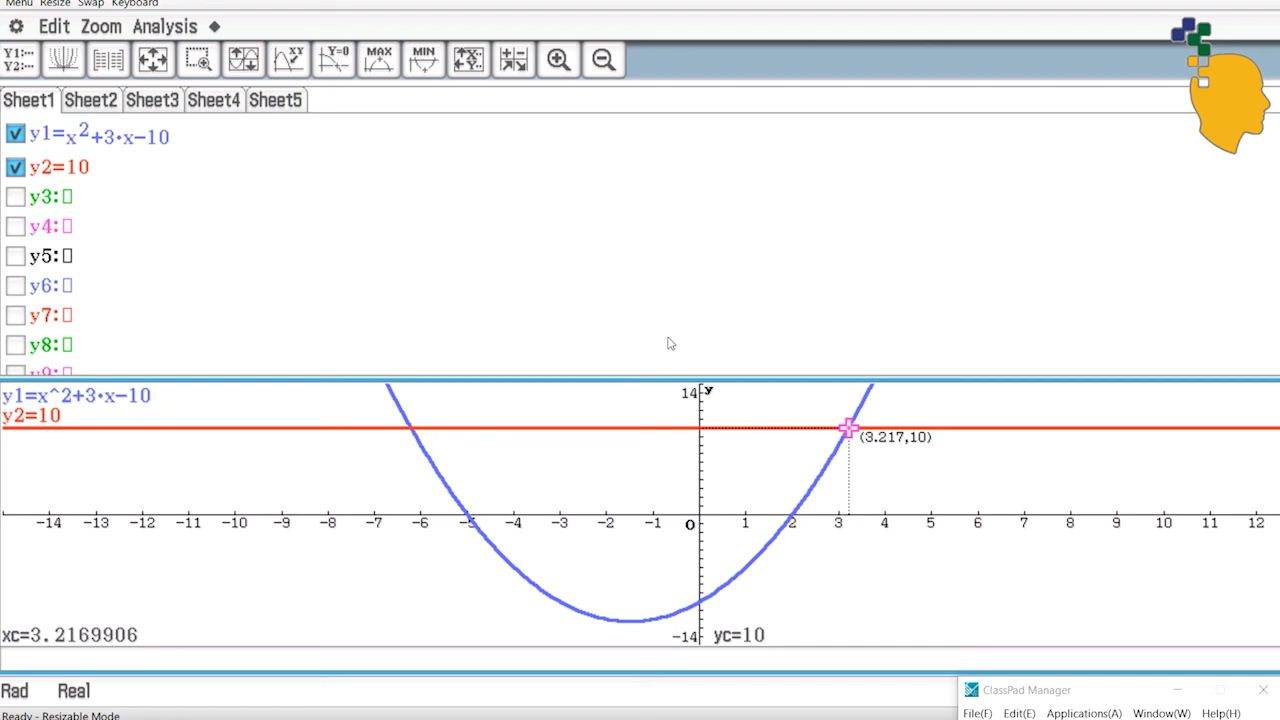 Menu Resize Swap Keyboard
Edit Zoom Analysis
Y1:···
Y2:···
XY
Y=0
MAX
MIN
Sheet1 Sheet2 Sheet3 Sheet4 Sheet5
y1=x²+3·x−10
y2=10
y3:
y4:
y5:
y6:
y7:
y8:
y9:
y1=x^2+3·x−10
y2=10
14 y
(3.217,10)
−14 −13 −12 −11 −10 −9 −8 −7 −6 −5 −4 −3 −2 −1 O 1 2 3 4 5 6 7 8 9 10 11 12
xc=3.2169906
−14
yc=10
Rad Real
ClassPad Manager
File(F) Edit(E) Applications(A) Window(W) Help(H)
Ready - Resizable Mode